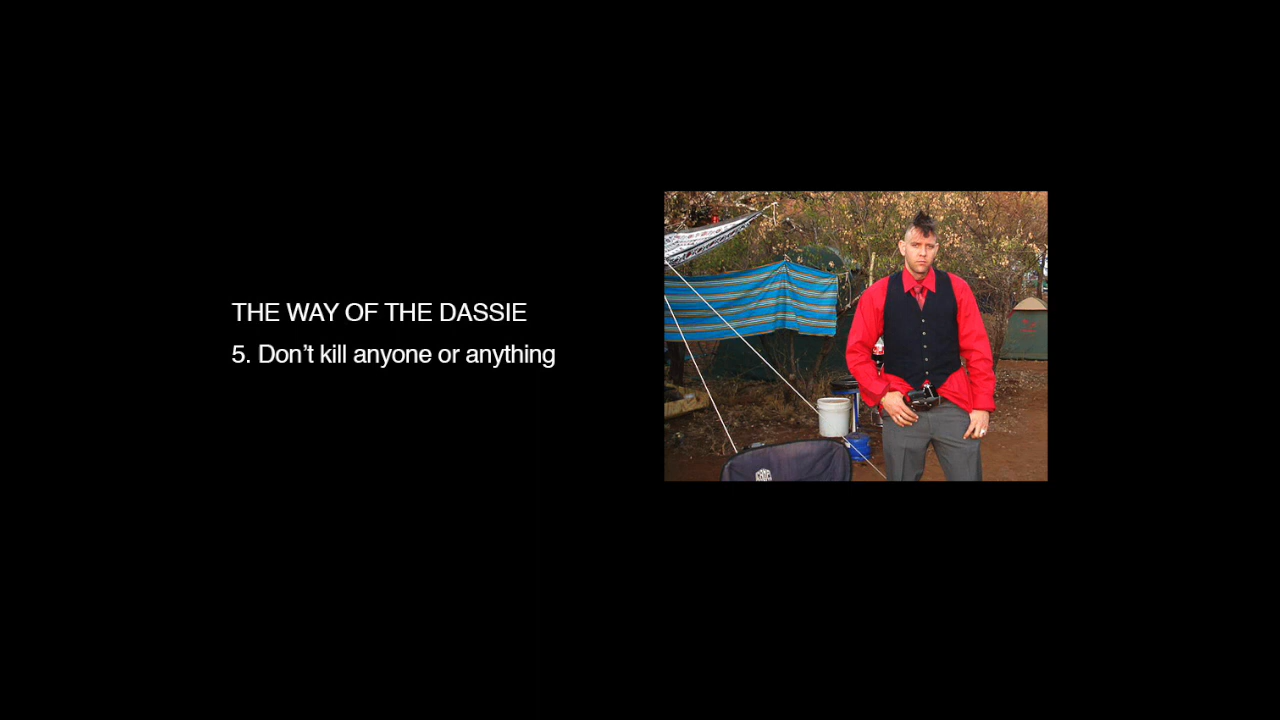 THE WAY OF THE DASSIE
5. Don’t kill anyone or anything